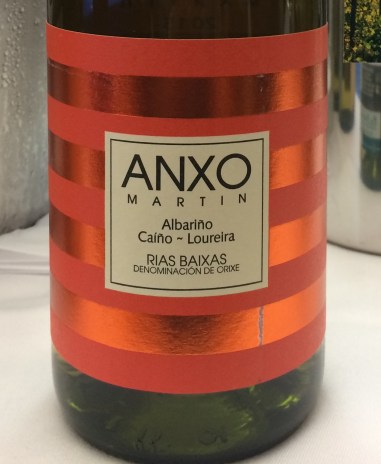 ANXO
MARTIN
Albariño
Caíño ~ Loureira
RIAS BAIXAS
DENOMINACIÓN DE ORIXE